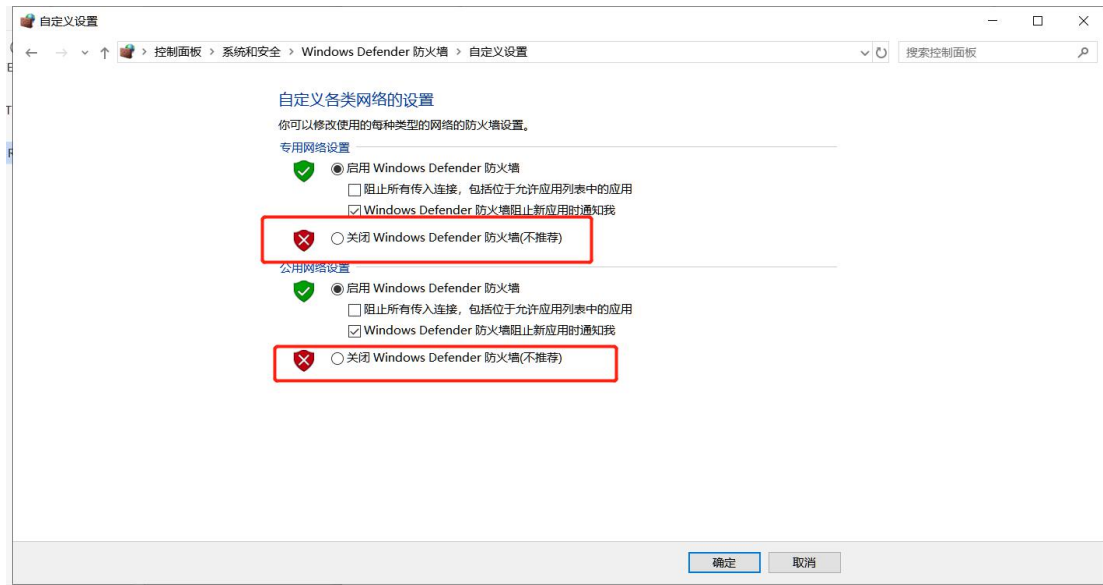 自定义设置
控制面板 > 系统和安全 > Windows Defender 防火墙 > 自定义设置
搜索控制面板
自定义各类网络的设置
你可以修改使用的每种类型的网络的防火墙设置。
专用网络设置
启用 Windows Defender 防火墙
阻止所有传入连接，包括位于允许应用列表中的应用
Windows Defender 防火墙阻止新应用时通知我
关闭 Windows Defender 防火墙(不推荐)
公用网络设置
启用 Windows Defender 防火墙
阻止所有传入连接，包括位于允许应用列表中的应用
Windows Defender 防火墙阻止新应用时通知我
关闭 Windows Defender 防火墙(不推荐)
确定 取消